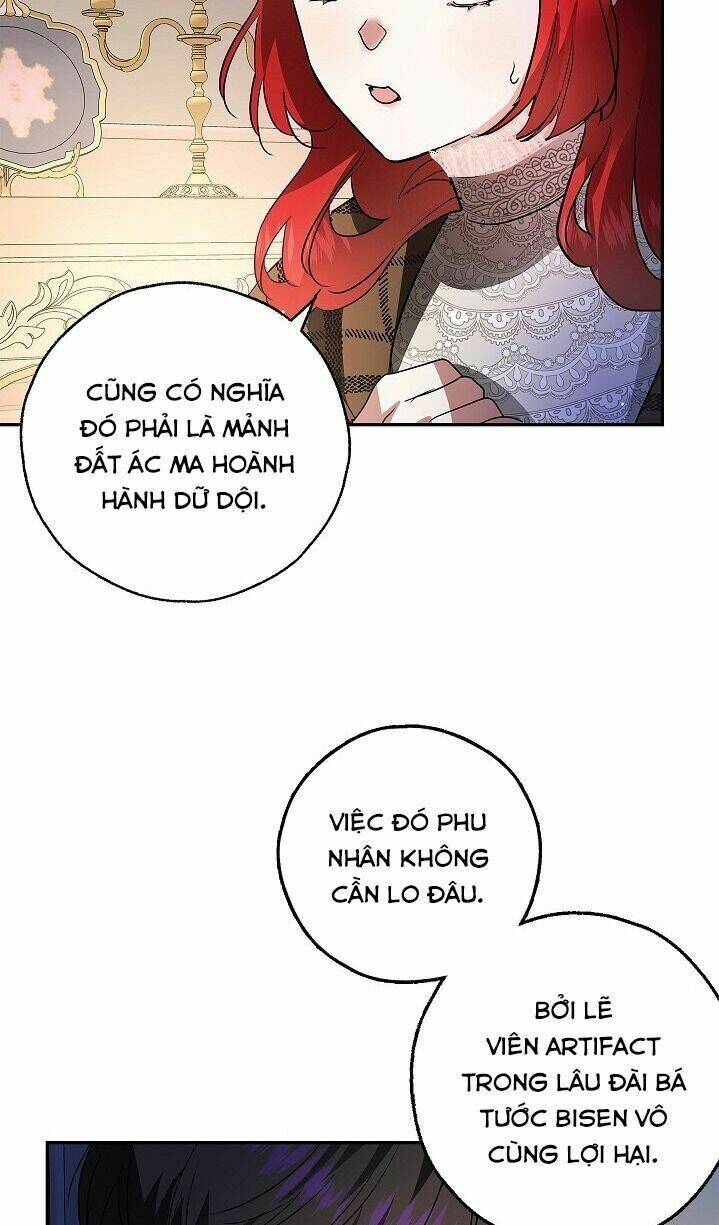 CŨNG CÓ NGHĨA
ĐÓ PHẢI LÀ MẢNH
ĐẤT ÁC MA HOÀNH
HÀNH DỮ DỘI.
VIỆC ĐÓ PHU
NHÂN KHÔNG
CẦN LO ĐÂU.
BỞI LẼ
VIÊN ARTIFACT
TRONG LÂU ĐÀI BÁ
TƯỚC BISEN VÔ
CÙNG LỢI HẠI.